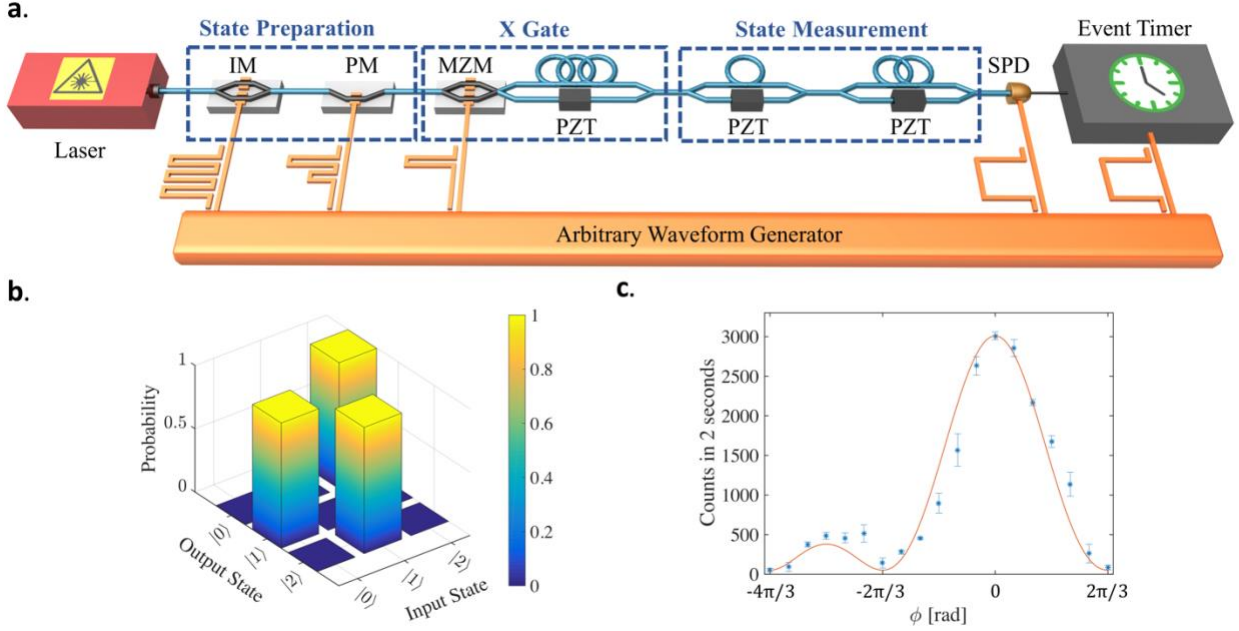 a.
State Preparation
X Gate
State Measurement
Event Timer
IM
PM
MZM
SPD
PZT
PZT
PZT
Laser
Arbitrary Waveform Generator
b.
1
0.5
0
Probability
|0⟩
|1⟩
|2⟩
Output State
|0⟩
|1⟩
|2⟩
Input State
1
0.8
0.6
0.4
0.2
0
c.
3000
2500
2000
1500
1000
500
0
Counts in 2 seconds
-4π/3
-2π/3
0
2π/3
ϕ [rad]